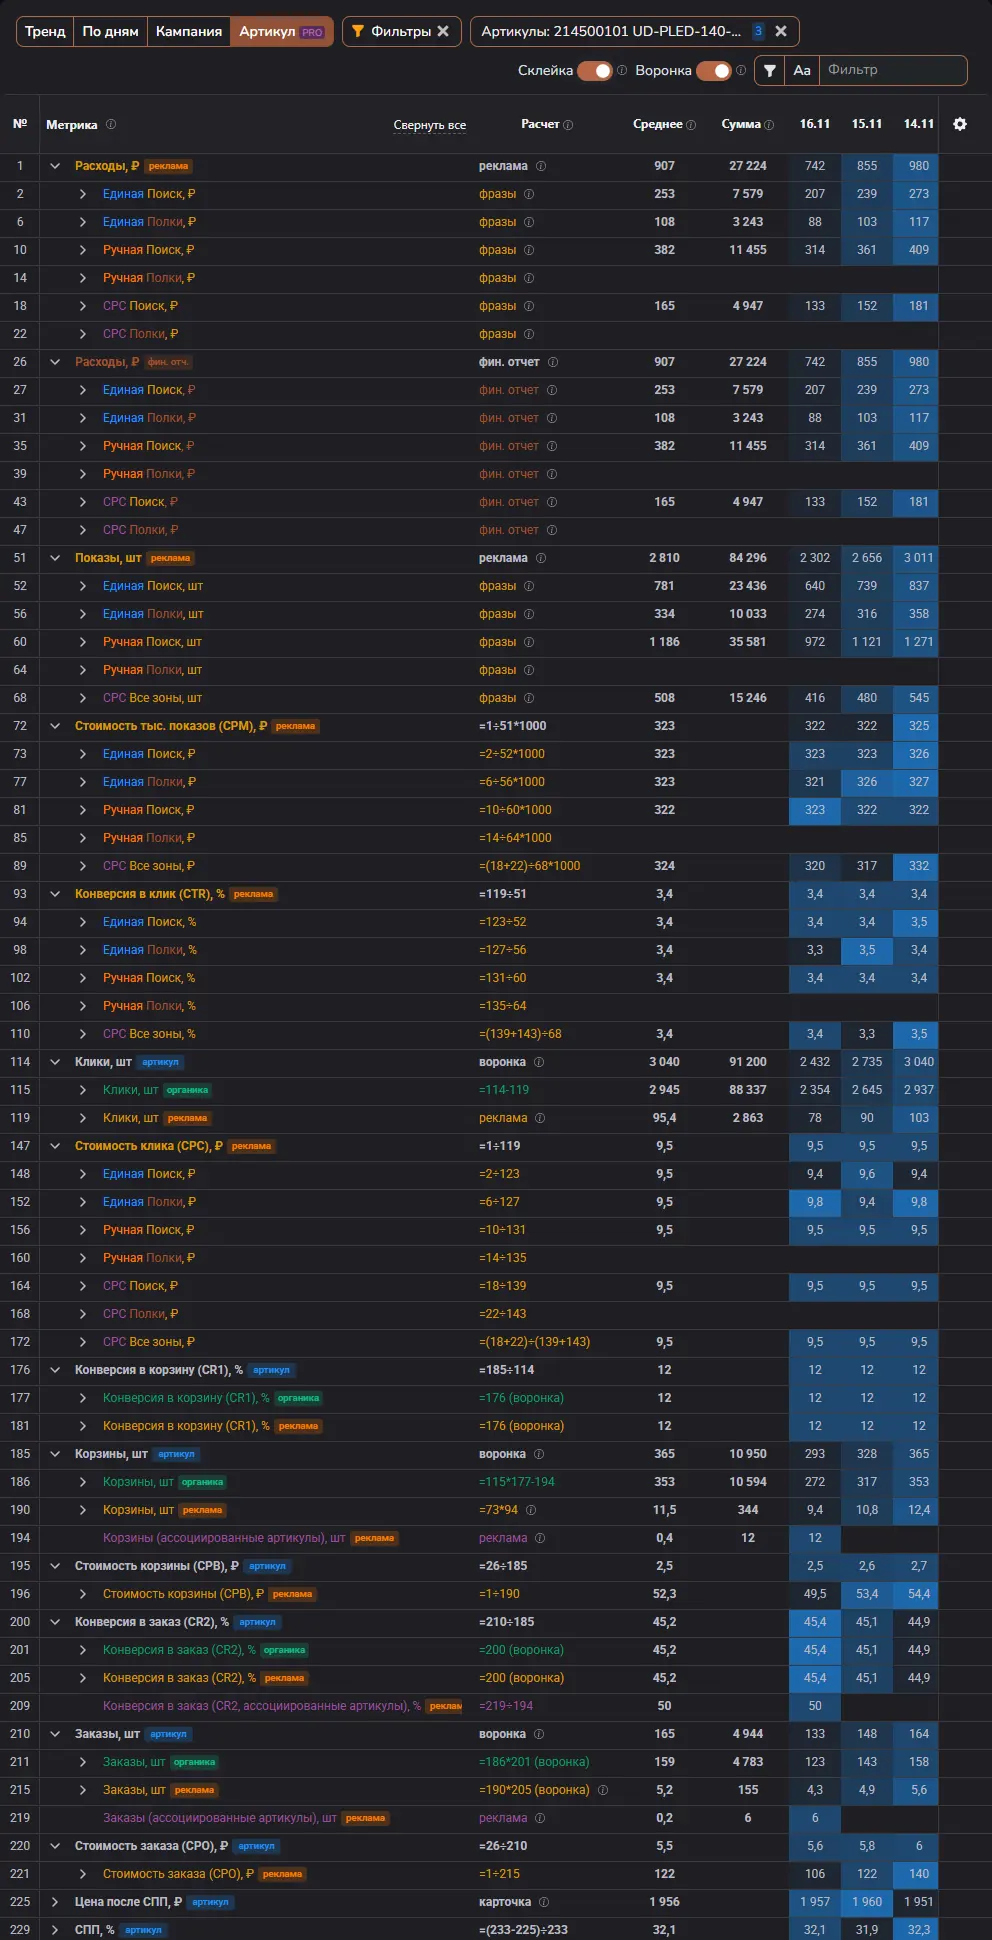 Тренд По дням Кампания Артикул PRO Фильтры Артикулы: 214500101 UD-PLED-140-... 3
Склейка Воронка Aa Фильтр
№ Метрика Свернуть все Расчет Среднее Сумма 16.11 15.11 14.11
1 Расходы, ₽ реклама реклама 907 27 224 742 855 980
2 Единая Поиск, ₽ фразы 253 7 579 207 239 273
6 Единая Полки, ₽ фразы 108 3 243 88 103 117
10 Ручная Поиск, ₽ фразы 382 11 455 314 361 409
14 Ручная Полки, ₽ фразы
18 СРС Поиск, ₽ фразы 165 4 947 133 152 181
22 СРС Полки, ₽ фразы
26 Расходы, ₽ фин. отч. фин. отчет 907 27 224 742 855 980
27 Единая Поиск, ₽ фин. отчет 253 7 579 207 239 273
31 Единая Полки, ₽ фин. отчет 108 3 243 88 103 117
35 Ручная Поиск, ₽ фин. отчет 382 11 455 314 361 409
39 Ручная Полки, ₽ фин. отчет
43 СРС Поиск, ₽ фин. отчет 165 4 947 133 152 181
47 СРС Полки, ₽ фин. отчет
51 Показы, шт реклама реклама 2 810 84 296 2 302 2 656 3 011
52 Единая Поиск, шт фразы 781 23 436 640 739 837
56 Единая Полки, шт фразы 334 10 033 274 316 358
60 Ручная Поиск, шт фразы 1 186 35 581 972 1 121 1 271
64 Ручная Полки, шт фразы
68 СРС Все зоны, шт фразы 508 15 246 416 480 545
72 Стоимость тыс. показов (CPM), ₽ реклама =1÷51*1000 323 322 322 325
73 Единая Поиск, ₽ =2÷52*1000 323 323 323 326
77 Единая Полки, ₽ =6÷56*1000 323 321 326 327
81 Ручная Поиск, ₽ =10÷60*1000 322 323 322 322
85 Ручная Полки, ₽ =14÷64*1000
89 СРС Все зоны, ₽ =(18+22)÷68*1000 324 320 317 332
93 Конверсия в клик (CTR), % реклама =119÷51 3,4 3,4 3,4 3,4
94 Единая Поиск, % =123÷52 3,4 3,4 3,4 3,5
98 Единая Полки, % =127÷56 3,4 3,3 3,5 3,4
102 Ручная Поиск, % =131÷60 3,4 3,4 3,4 3,4
106 Ручная Полки, % =135÷64
110 СРС Все зоны, % =(139+143)÷68 3,4 3,4 3,3 3,5
114 Клики, шт артикул воронка 3 040 91 200 2 432 2 735 3 040
115 Клики, шт органика =114-119 2 945 88 337 2 354 2 645 2 937
119 Клики, шт реклама реклама 95,4 2 863 78 90 103
147 Стоимость клика (CPC), ₽ реклама =1÷119 9,5 9,5 9,5 9,5
148 Единая Поиск, ₽ =2÷123 9,5 9,4 9,6 9,4
152 Единая Полки, ₽ =6÷127 9,5 9,8 9,4 9,8
156 Ручная Поиск, ₽ =10÷131 9,5 9,5 9,5 9,5
160 Ручная Полки, ₽ =14÷135
164 СРС Поиск, ₽ =18÷139 9,5 9,5 9,5 9,5
168 СРС Полки, ₽ =22÷143
172 СРС Все зоны, ₽ =(18+22)÷(139+143) 9,5 9,5 9,5 9,5
176 Конверсия в корзину (CR1), % артикул =185÷114 12 12 12 12
177 Конверсия в корзину (CR1), % органика =176 (воронка) 12 12 12 12
181 Конверсия в корзину (CR1), % реклама =176 (воронка) 12 12 12 12
185 Корзины, шт артикул воронка 365 10 950 293 328 365
186 Корзины, шт органика =115*177-194 353 10 594 272 317 353
190 Корзины, шт реклама =73*94 11,5 344 9,4 10,8 12,4
194 Корзины (ассоциированные артикулы), шт реклама реклама 0,4 12 12
195 Стоимость корзины (CPB), ₽ артикул =26÷185 2,5 2,5 2,6 2,7
196 Стоимость корзины (CPB), ₽ реклама =1÷190 52,3 49,5 53,4 54,4
200 Конверсия в заказ (CR2), % артикул =210÷185 45,2 45,4 45,1 44,9
201 Конверсия в заказ (CR2), % органика =200 (воронка) 45,2 45,4 45,1 44,9
205 Конверсия в заказ (CR2), % реклама =200 (воронка) 45,2 45,4 45,1 44,9
209 Конверсия в заказ (CR2, ассоциированные артикулы), % реклам =219÷194 50 50
210 Заказы, шт артикул воронка 165 4 944 133 148 164
211 Заказы, шт органика =186*201 (воронка) 159 4 783 123 143 158
215 Заказы, шт реклама =190*205 (воронка) 5,2 155 4,3 4,9 5,6
219 Заказы (ассоциированные артикулы), шт реклама реклама 0,2 6 6
220 Стоимость заказа (CPO), ₽ артикул =26÷210 5,5 5,6 5,8 6
221 Стоимость заказа (CPO), ₽ реклама =1÷215 122 106 122 140
225 Цена после СПП, ₽ артикул карточка 1 956 1 957 1 960 1 951
229 СПП, % артикул =(233-225)÷233 32,1 32,1 31,9 32,3